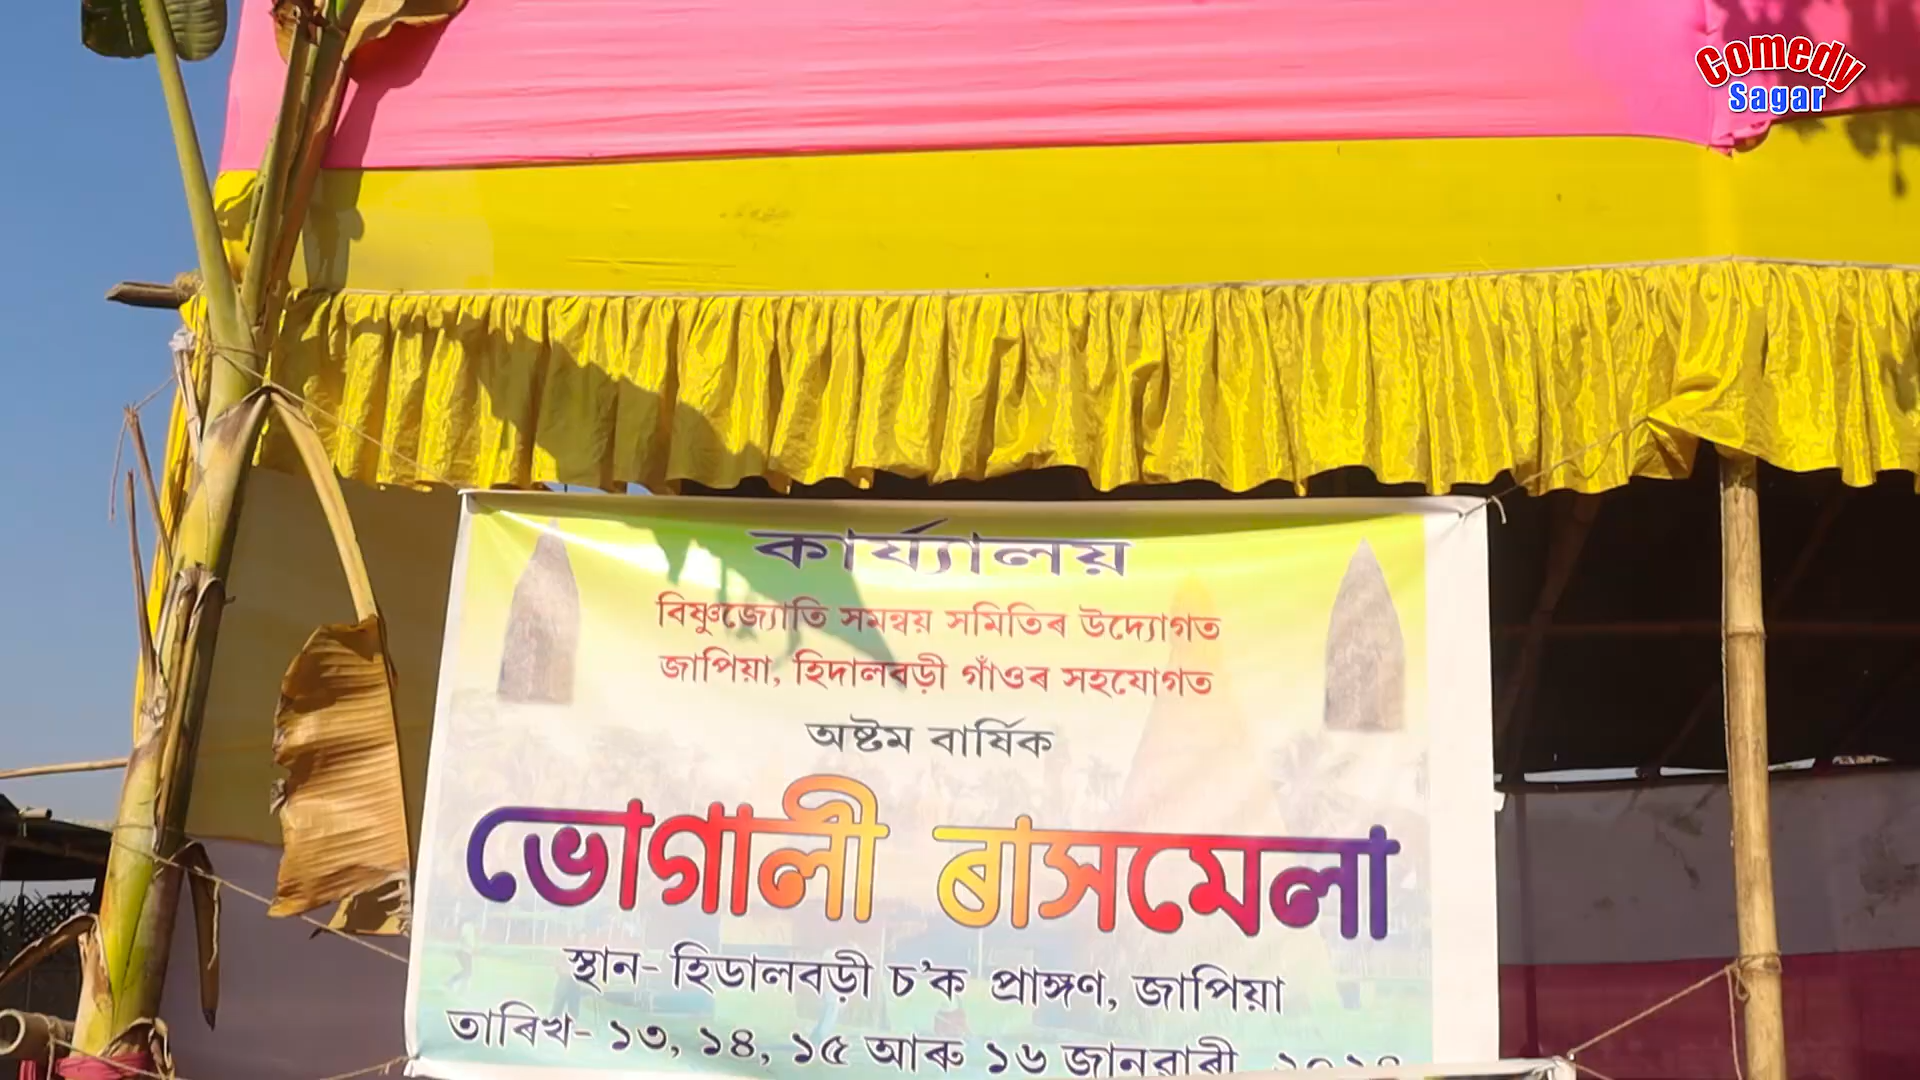 Comedy
Sagar
কাৰ্য্যালয়
বিষ্ণুজ্যোতি সমন্বয় সমিতিৰ উদ্যোগত
জাপিয়া, হিদালবড়ী গাঁওৰ সহযোগত
অষ্টম বাৰ্ষিক
ভোগালী ৰাসমেলা
স্থান- হিডালবড়ী চ'ক প্ৰাঙ্গণ, জাপিয়া
তাৰিখ- ১৩, ১৪, ১৫ আৰু ১৬ জানুৱাৰী